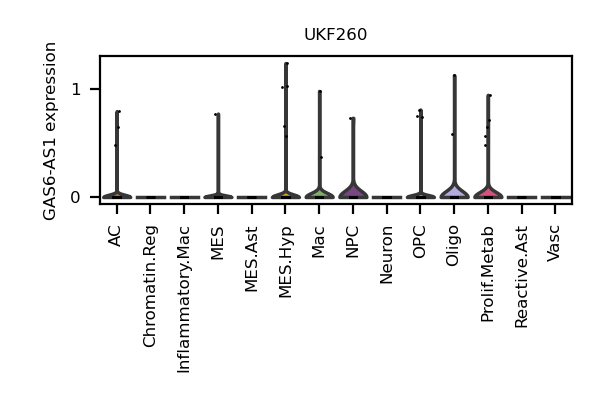 UKF260
GAS6-AS1 expression
1
0
AC
Chromatin.Reg
Inflammatory.Mac
MES
MES.Ast
MES.Hyp
Mac
NPC
Neuron
OPC
Oligo
Prolif.Metab
Reactive.Ast
Vasc